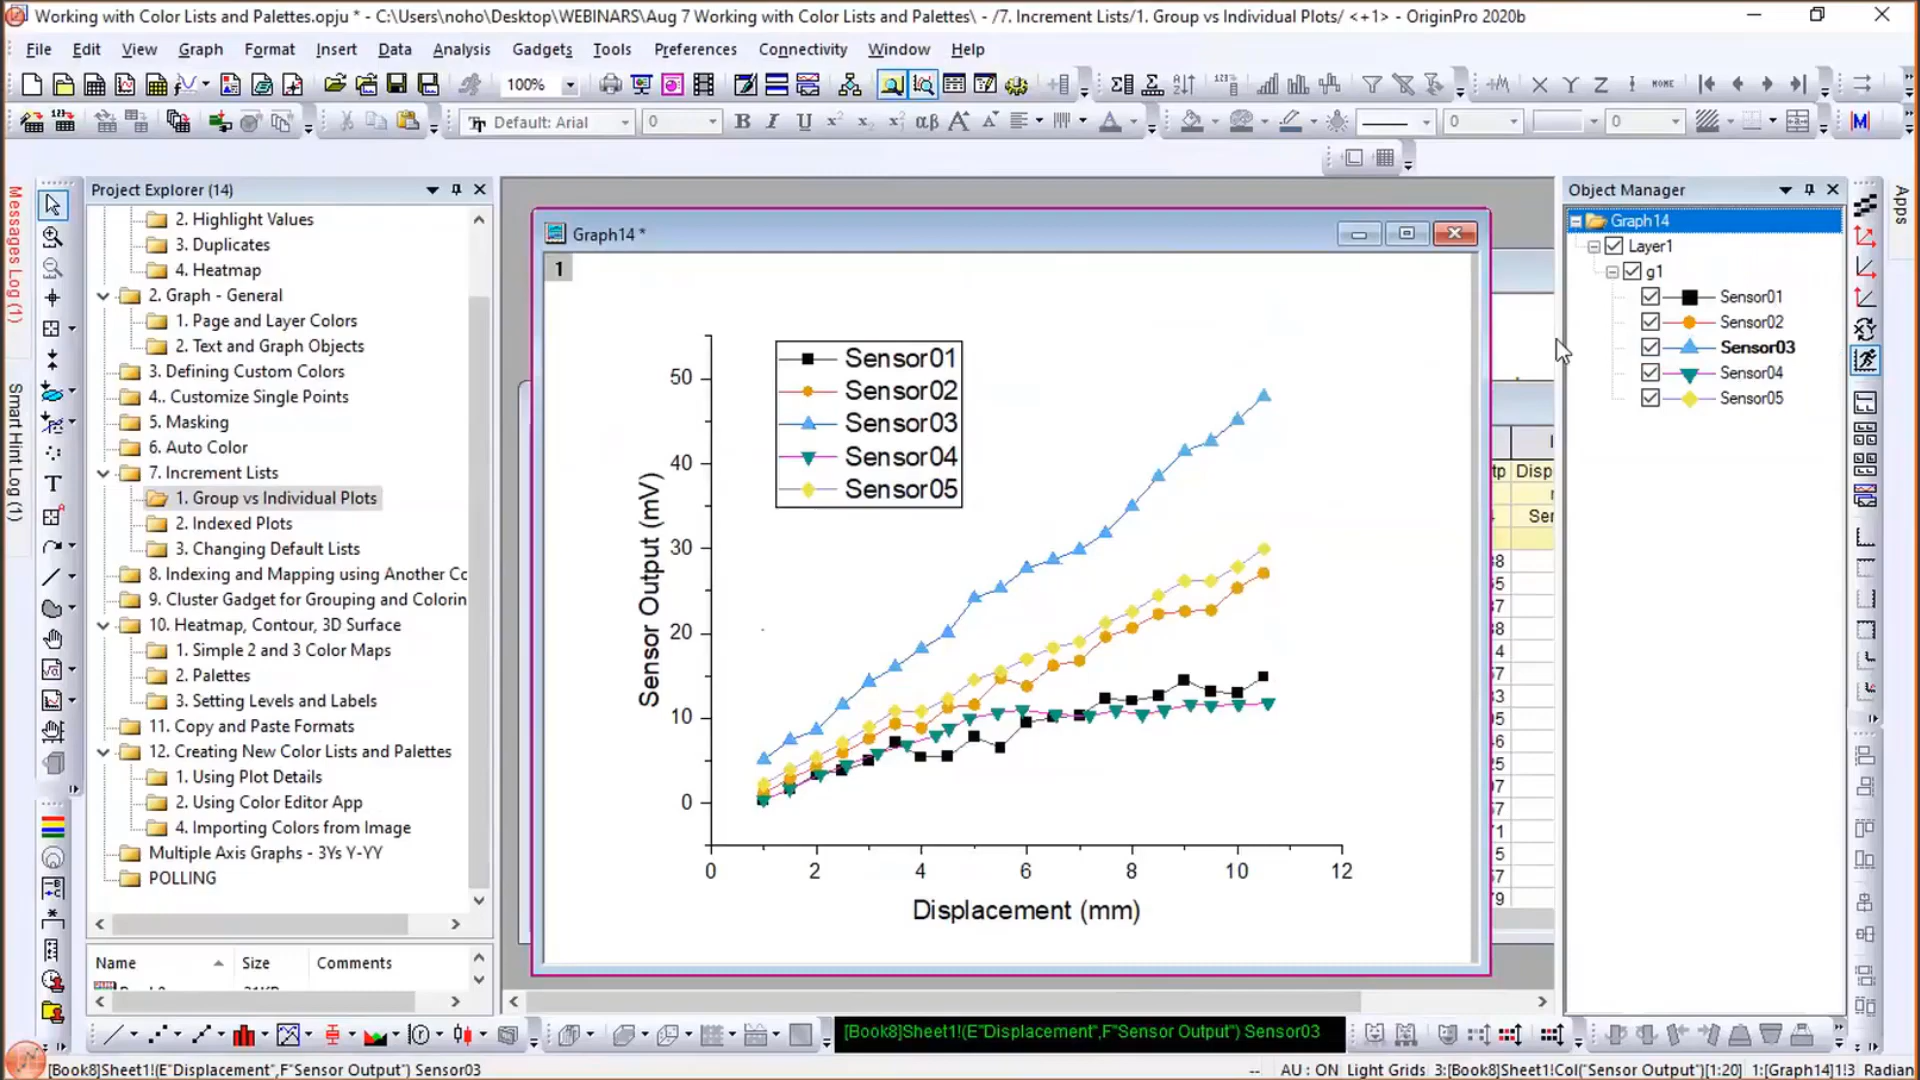 Working with Color Lists and Palettes.opju * - C:\Users\noho\Desktop\WEBINARS\Aug 7 Working with Color Lists and Palettes\ - /7. Increment Lists/1. Group vs Individual Plots/ <+1> - OriginPro 2020b
File Edit View Graph Format Insert Data Analysis Gadgets Tools Preferences Connectivity Window Help
100%
Default: Arial 0 B I U αβ A 0 0
Messages Log (1)
Smart Hint Log (1)
Project Explorer (14)
2. Highlight Values
3. Duplicates
4. Heatmap
2. Graph - General
1. Page and Layer Colors
2. Text and Graph Objects
3. Defining Custom Colors
4.. Customize Single Points
5. Masking
6. Auto Color
7. Increment Lists
1. Group vs Individual Plots
2. Indexed Plots
3. Changing Default Lists
8. Indexing and Mapping using Another Cc
9. Cluster Gadget for Grouping and Colorin
10. Heatmap, Contour, 3D Surface
1. Simple 2 and 3 Color Maps
2. Palettes
3. Setting Levels and Labels
11. Copy and Paste Formats
12. Creating New Color Lists and Palettes
1. Using Plot Details
2. Using Color Editor App
4. Importing Colors from Image
Multiple Axis Graphs - 3Ys Y-YY
POLLING
Name Size Comments
Graph14 *
1
Sensor01
Sensor02
Sensor03
Sensor04
Sensor05
50
40
30
20
10
0
Sensor Output (mV)
0 2 4 6 8 10 12
Displacement (mm)
Disp
Object Manager
Graph14
Layer1
g1
Sensor01
Sensor02
Sensor03
Sensor04
Sensor05
Apps
[Book8]Sheet1!(E"Displacement",F"Sensor Output") Sensor03
[Book8]Sheet1!(E"Displacement",F"Sensor Output") Sensor03
-- AU : ON Light Grids 3:[Book8]Sheet1!Col("Sensor Output")[1:20] 1:[Graph14]1!3 Radian